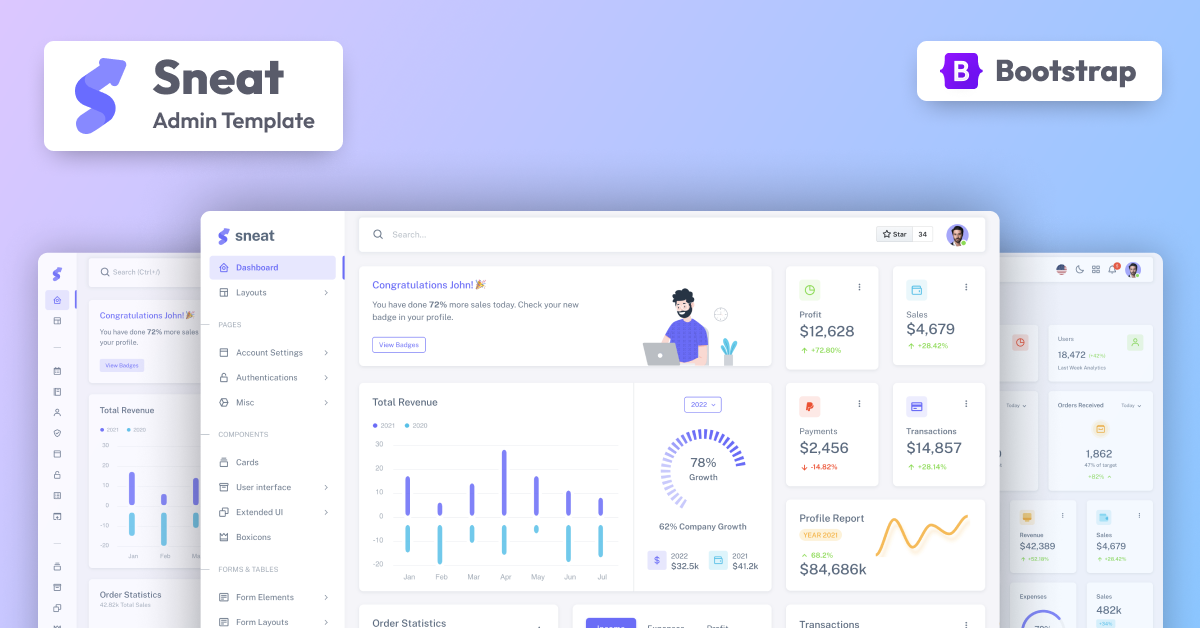 Sneat
Admin Template
B Bootstrap
sneat
Dashboard
Layouts
PAGES
Account Settings
Authentications
Misc
COMPONENTS
Cards
User interface
Extended UI
Boxicons
FORMS & TABLES
Form Elements
Form Layouts
Search...
Star 34
Congratulations John!🎉
You have done 72% more sales today. Check your new
badge in your profile.
View Badges
Profit
$12,628
+72.80%
Sales
$4,679
+28.42%
Total Revenue
2021 2020
30
20
10
0
-10
-20
Jan Feb Mar Apr May Jun Jul
2022
78%
Growth
62% Company Growth
$
2022
$32.5k
2021
$41.2k
Payments
$2,456
-14.82%
Transactions
$14,857
+28.14%
Profile Report
YEAR 2021
68.2%
$84,686k
Order Statistics
Income Expenses Profit
Transactions
Search (Ctrl+/)
Congratulations John!🎉
You have done 72% more sales
your profile.
View Badges
Total Revenue
2021 2020
30
20
10
0
-10
-20
Jan Feb Ma
Order Statistics
42.82k Total Sales
Users
18,472 (+42%)
Last Week Analytics
Today
Orders Received Today
1,862
47% of target
+82%
Revenue
$42,389
+52.18%
Sales
$4,679
+28.42%
Expenses
78%
Sales
482k
+34%